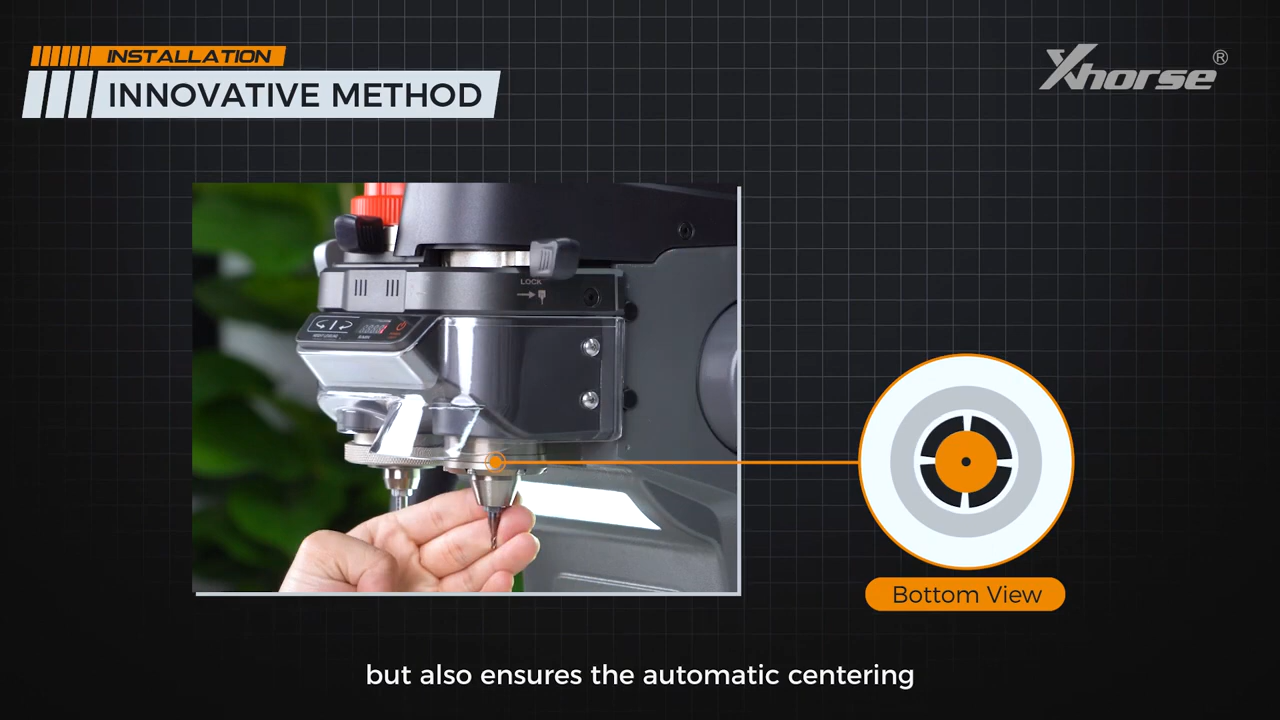 INSTALLATION
INNOVATIVE METHOD
Xhorse®
LOCK
Bottom View
but also ensures the automatic centering